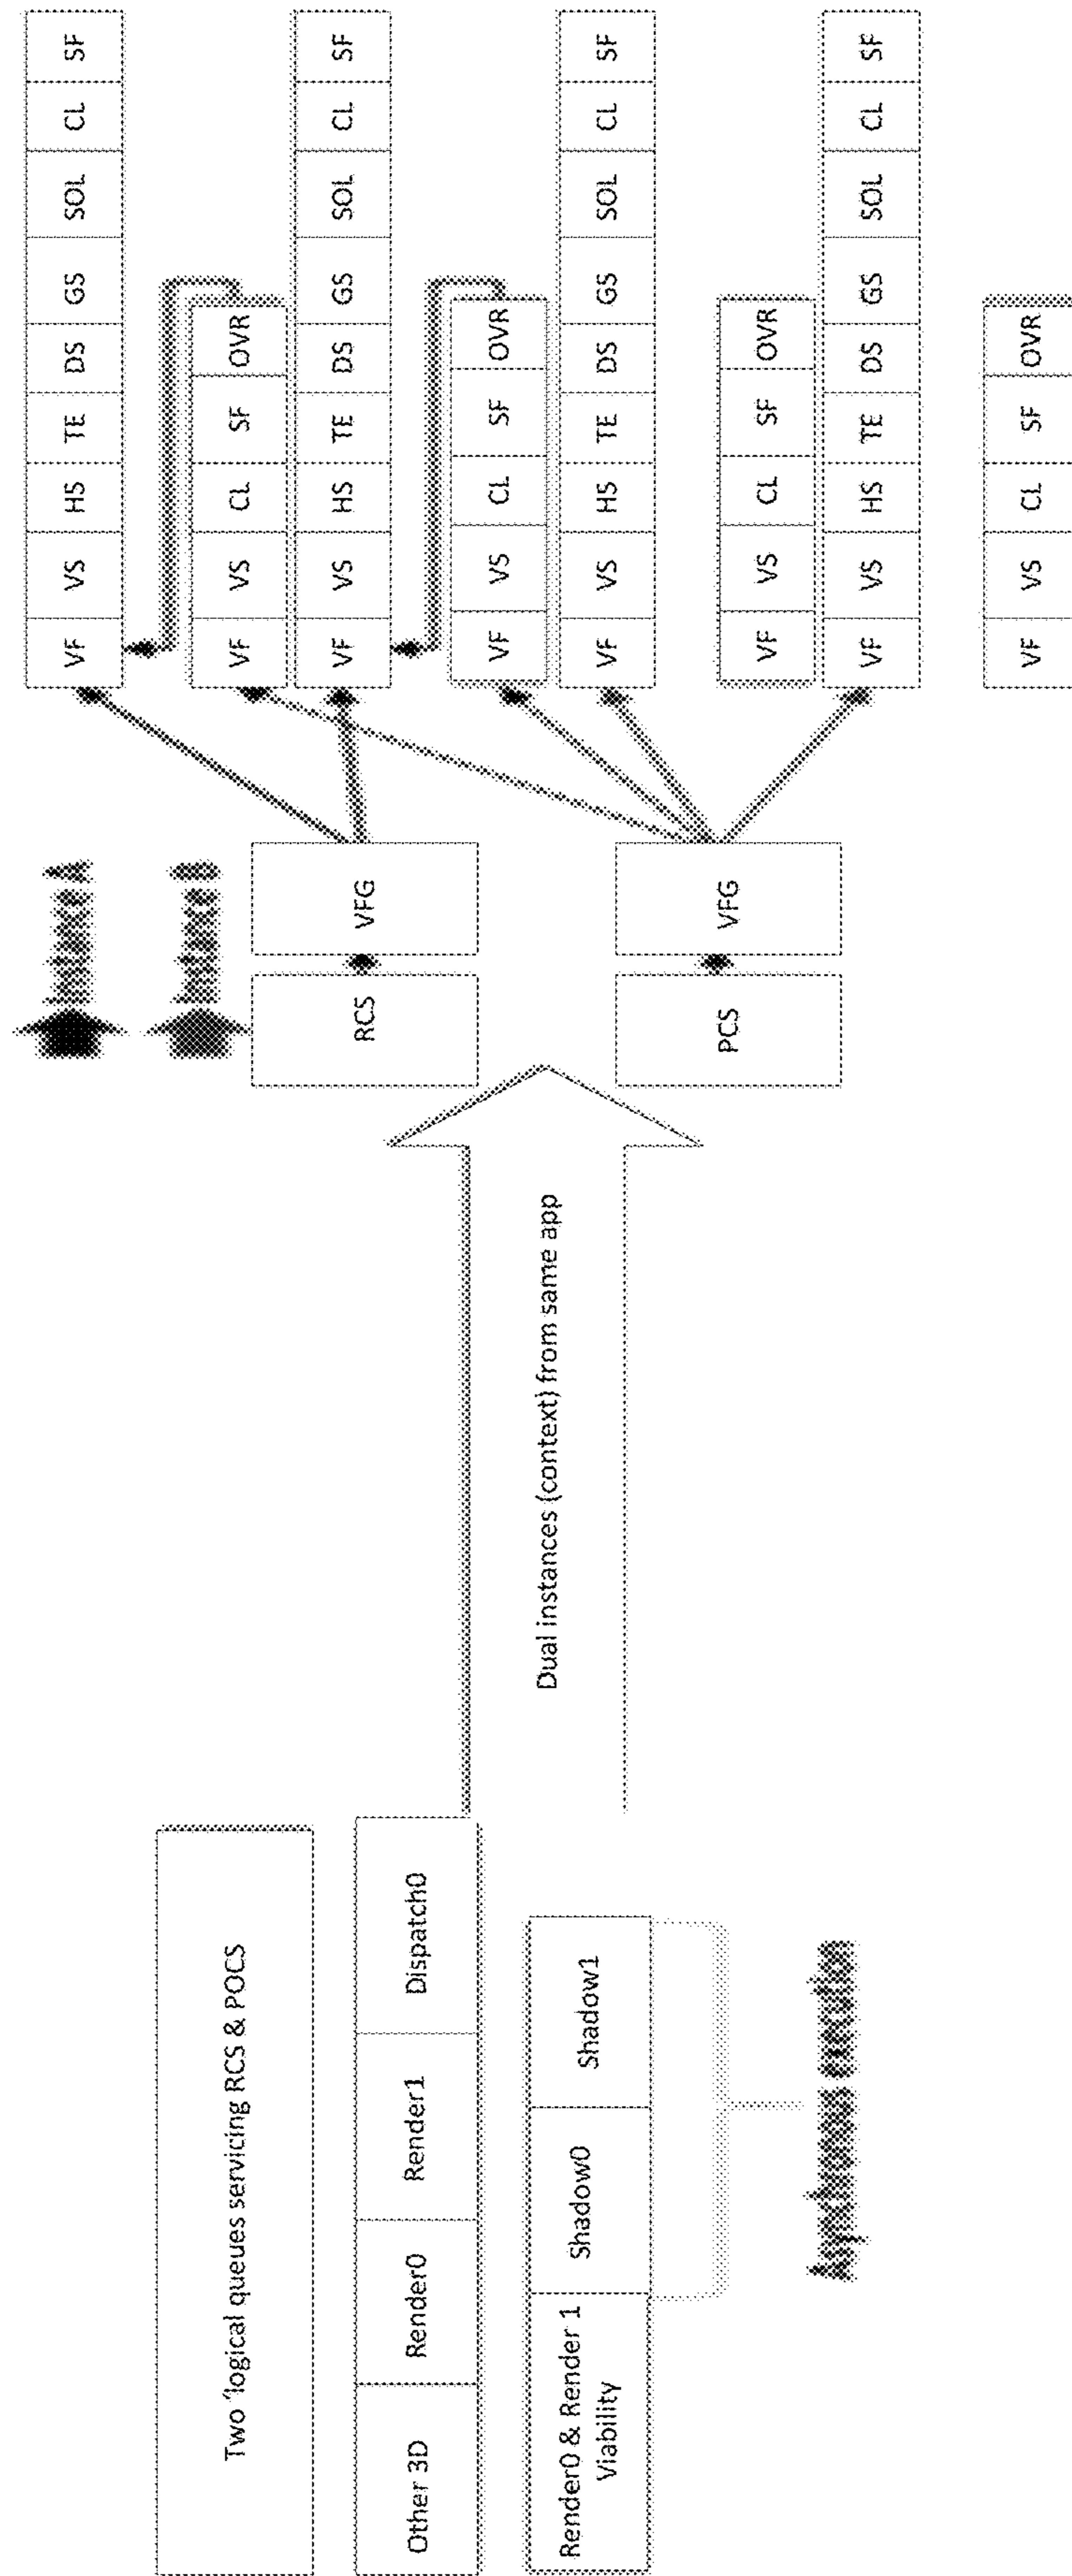 Two 'logical queues servicing RCS & POCS
Other 3D
Render0
Render1
Dispatch0
Render0 & Render 1
Viability
Shadow0
Shadow1
Asynchronous execution
Dual instances (context) from same app
Instance A
Instance B
RCS
VFG
PCS
VFG
VF
VS
HS
TE
DS
GS
SOL
CL
SF
VF
VS
CL
SF
OVR
VF
VS
HS
TE
DS
GS
SOL
CL
SF
VF
VS
CL
SF
OVR
VF
VS
HS
TE
DS
GS
SOL
CL
SF
VF
VS
CL
SF
OVR
VF
VS
HS
TE
DS
GS
SOL
CL
SF
VF
VS
CL
SF
OVR